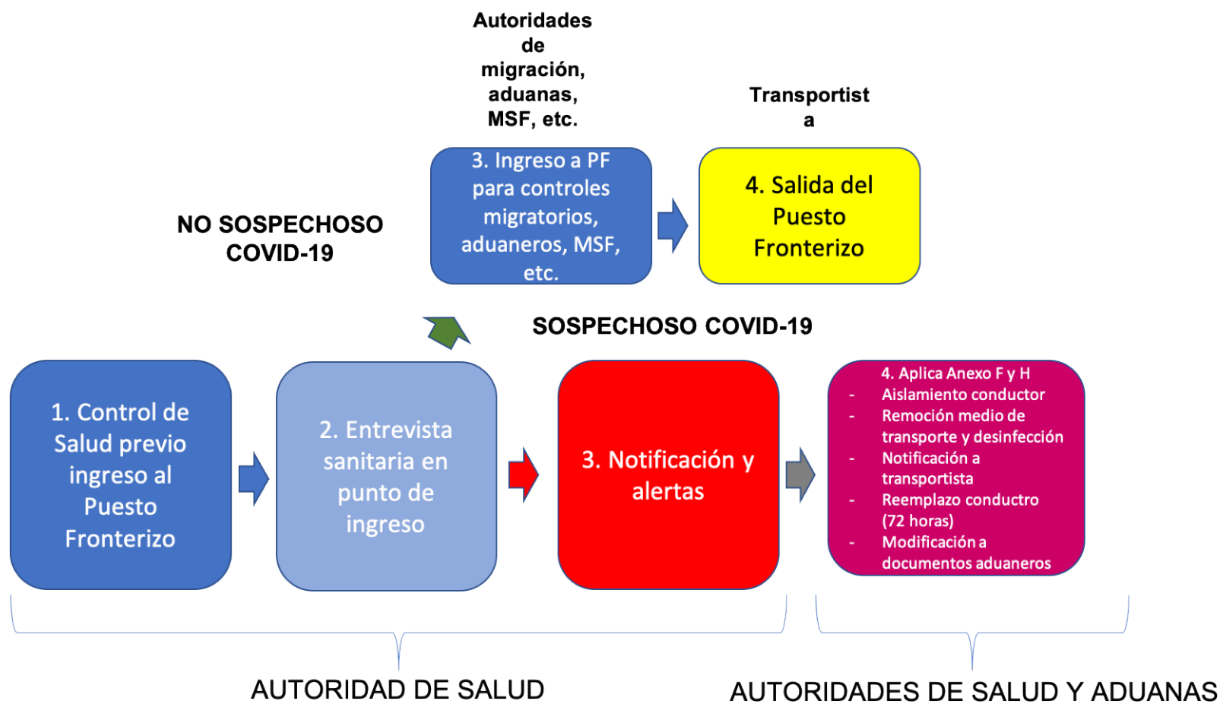 Autoridades
de
migración,
aduanas,
MSF, etc.
Transportist
a
3. Ingreso a PF
para controles
migratorios,
aduaneros, MSF,
etc.
4. Salida del
Puesto
Fronterizo
NO SOSPECHOSO
COVID-19
SOSPECHOSO COVID-19
1. Control de
Salud previo
ingreso al
Puesto
Fronterizo
2. Entrevista
sanitaria en
punto de
ingreso
3. Notificación y
alertas
4. Aplica Anexo F y H
- Aislamiento conductor
- Remoción medio de
transporte y desinfección
- Notificación a
transportista
- Reemplazo conductro
(72 horas)
- Modificación a
documentos aduaneros
AUTORIDAD DE SALUD
AUTORIDADES DE SALUD Y ADUANAS